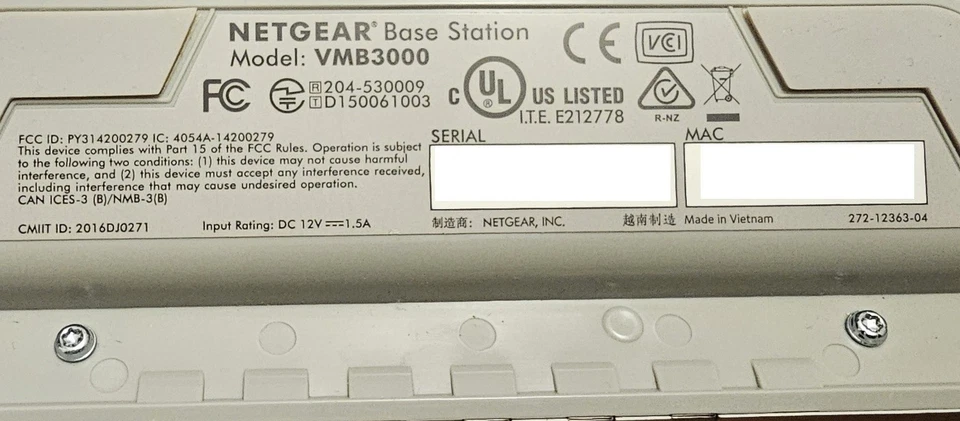 NETGEAR® Base Station
Model: VMB3000
CE
VCI
FC
R 204-530009
T D150061003
C UL® US LISTED
I.T.E. E212778
R-NZ
FCC ID: PY314200279 IC: 4054A-14200279
This device complies with Part 15 of the FCC Rules. Operation is subject
to the following two conditions: (1) this device may not cause harmful
interference, and (2) this device must accept any interference received,
including interference that may cause undesired operation.
CAN ICES-3 (B)/NMB-3(B)
SERIAL
MAC
CMIIT ID: 2016DJ0271
Input Rating: DC 12V⎓1.5A
制造商: NETGEAR, INC.
越南制造 Made in Vietnam
272-12363-04